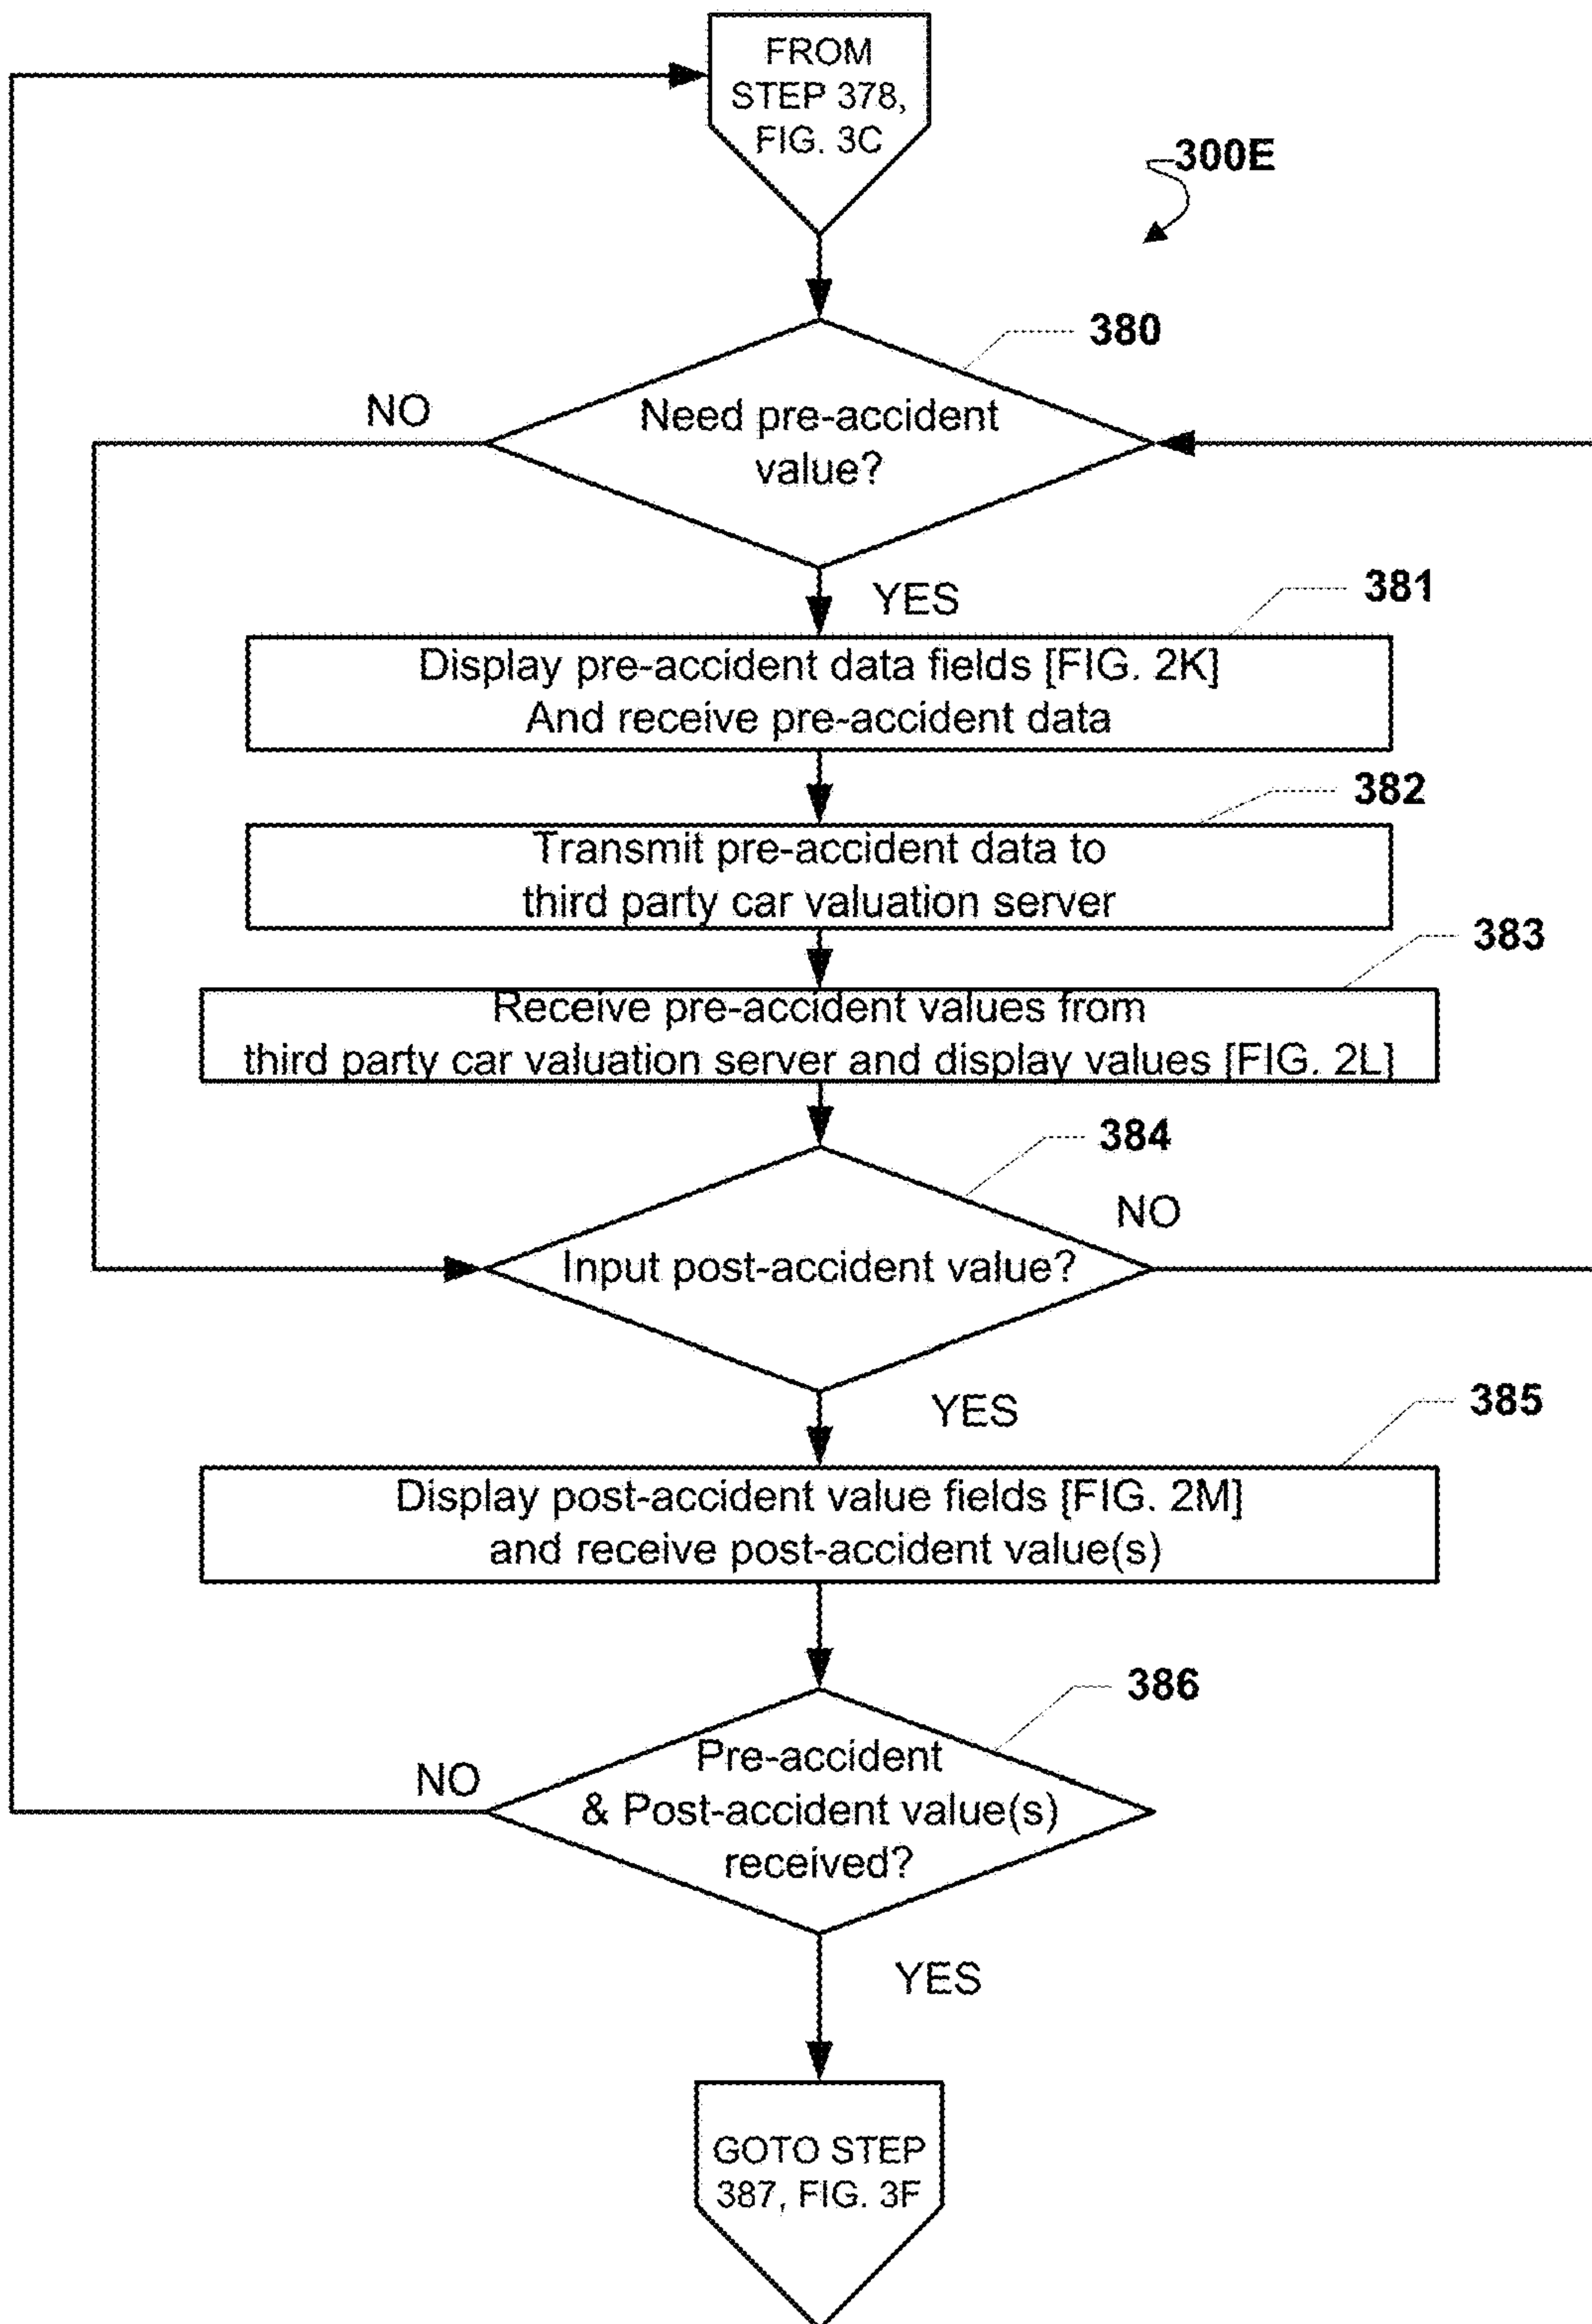 FROM
STEP 378,
FIG. 3C
300E
380
NO
Need pre-accident
value?
YES
381
Display pre-accident data fields [FIG. 2K]
And receive pre-accident data
382
Transmit pre-accident data to
third party car valuation server
383
Receive pre-accident values from
third party car valuation server and display values [FIG. 2L]
384
NO
Input post-accident value?
YES
385
Display post-accident value fields [FIG. 2M]
and receive post-accident value(s)
386
NO
Pre-accident
& Post-accident value(s)
received?
YES
GOTO STEP
387, FIG. 3F